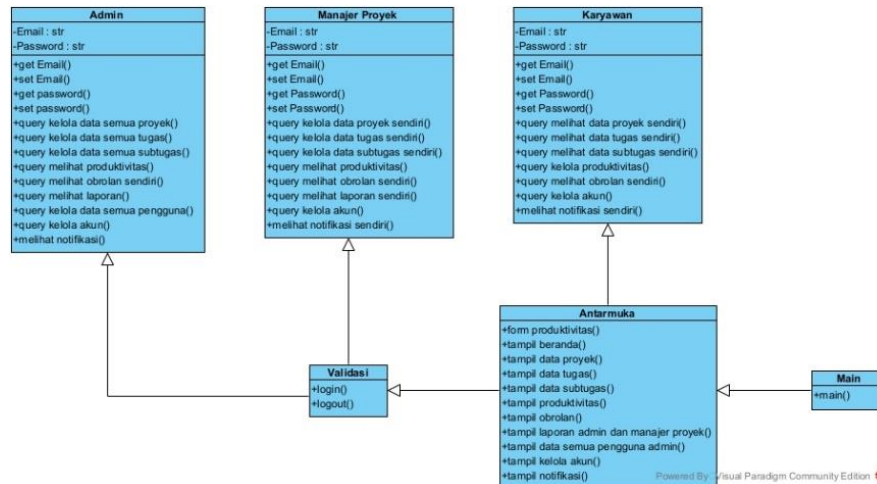 Admin
-Email : str
-Password : str
+get Email()
+set Email()
+get password()
+set password()
+query kelola data semua proyek()
+query kelola data semua tugas()
+query kelola data semua subtugas()
+query melihat produktivitas()
+query melihat obrolan sendiri()
+query melihat laporan()
+query kelola data semua pengguna()
+query kelola akun()
+melihat notifikasi()
Manajer Proyek
-Email : str
-Password : str
+get Email()
+set Email()
+get Password()
+set Password()
+query kelola data proyek sendiri()
+query kelola data tugas sendiri()
+query kelola data subtugas sendiri()
+query melihat produktivitas()
+query melihat obrolan sendiri()
+query melihat laporan sendiri()
+query kelola akun()
+melihat notifikasi sendiri()
Karyawan
-Email : str
-Password : str
+get Email()
+set Email()
+get Password()
+set Password()
+query melihat data proyek sendiri()
+query melihat data tugas sendiri()
+query melihat data subtugas sendiri()
+query kelola produktivitas()
+query melihat obrolan sendiri()
+query kelola akun()
+melihat notifikasi sendiri()
Validasi
+login()
+logout()
Antarmuka
+form produktivitas()
+tampil beranda()
+tampil data proyek()
+tampil data tugas()
+tampil data subtugas()
+tampil produktivitas()
+tampil obrolan()
+tampil laporan admin dan manajer proyek()
+tampil data semua pengguna admin()
+tampil kelola akun()
+tampil notifikasi()
Main
+main()
Powered By Visual Paradigm Community Edition